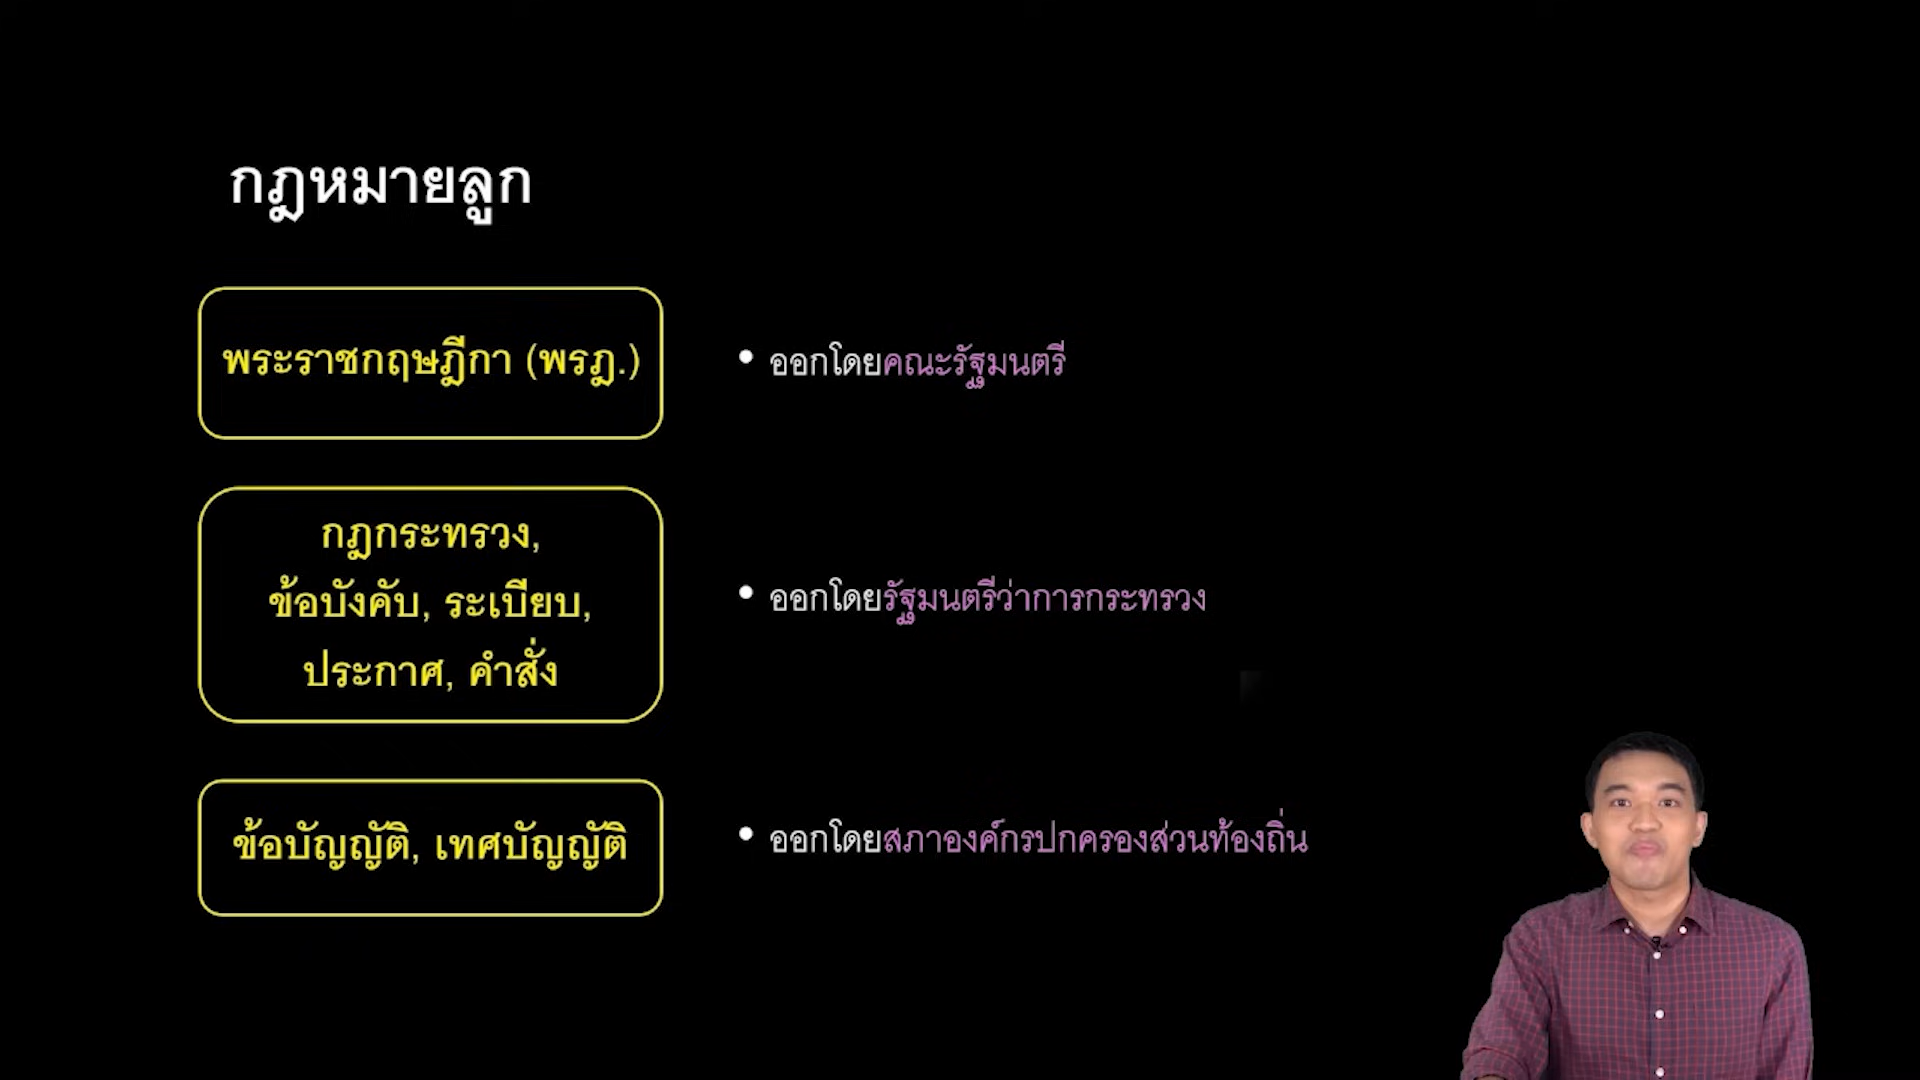 กฎหมายลูก
พระราชกฤษฎีกา (พรฎ.)
• ออกโดยคณะรัฐมนตรี
กฎกระทรวง,
ข้อบังคับ, ระเบียบ,
ประกาศ, คำสั่ง
• ออกโดยรัฐมนตรีว่าการกระทรวง
ข้อบัญญัติ, เทศบัญญัติ
• ออกโดยสภาองค์กรปกครองส่วนท้องถิ่น